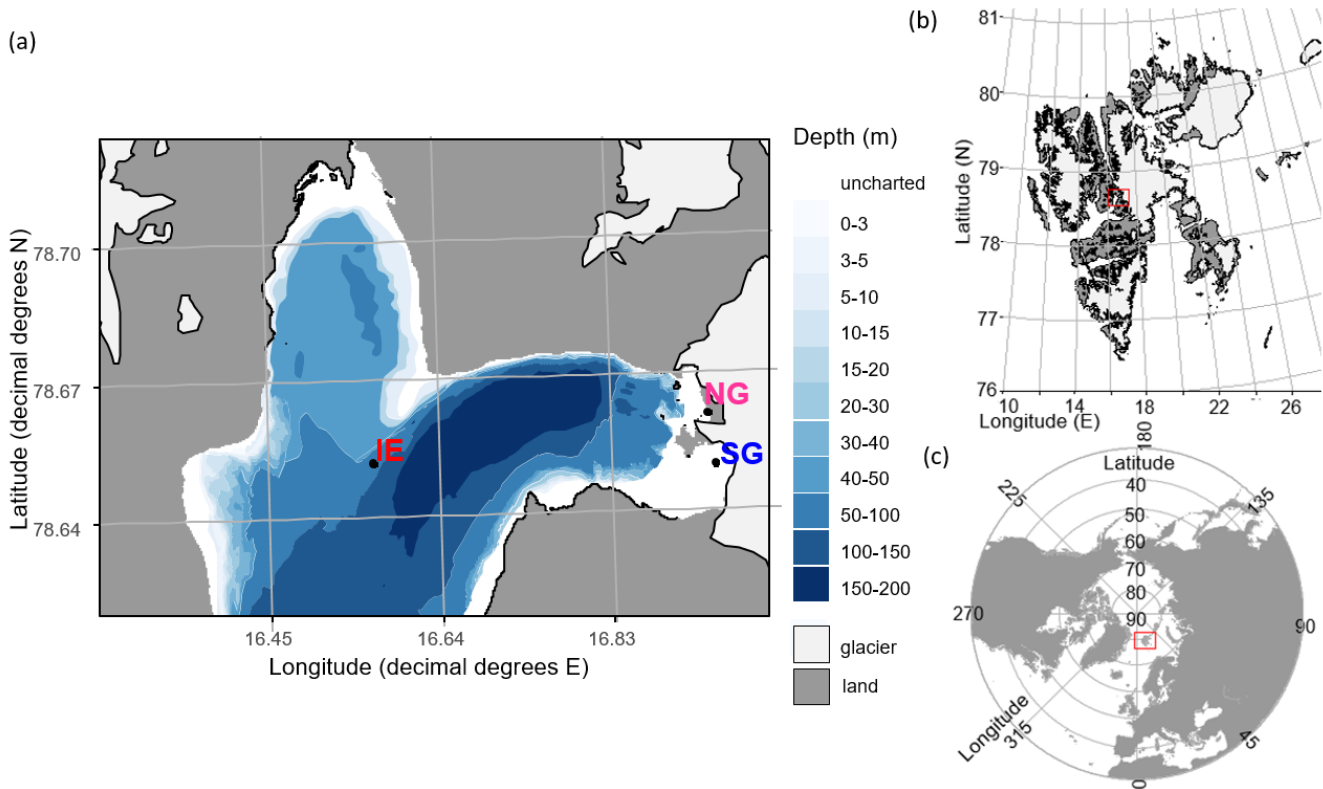 (a)
Latitude (decimal degrees N)
78.70
78.67
78.64
IE
NG
SG
16.45
16.64
16.83
Longitude (decimal degrees E)
Depth (m)
uncharted
0-3
3-5
5-10
10-15
15-20
20-30
30-40
40-50
50-100
100-150
150-200
glacier
land
(b)
Latitude (N)
81
80
79
78
77
76
10
14
18
22
26
Longitude (E)
(c)
180
Latitude
225
135
40
50
60
70
80
90
270
90
Longitude
315
45
0